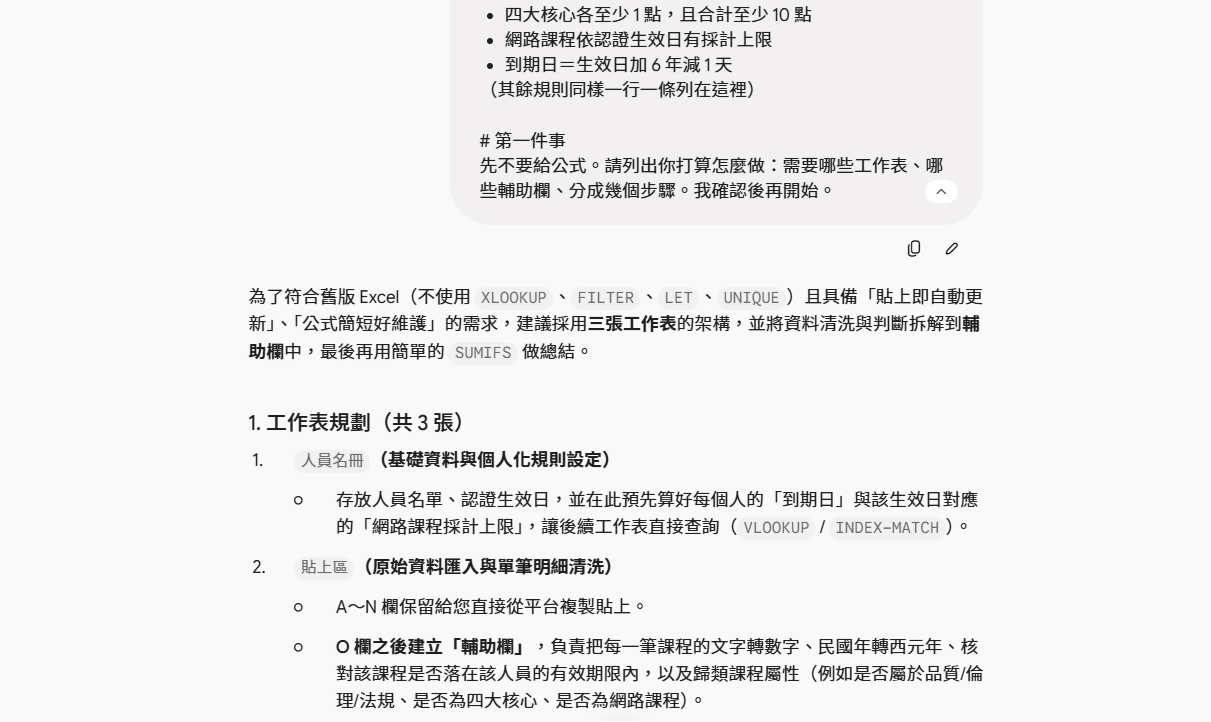 • 四大核心各至少 1 點，且合計至少 10 點
• 網路課程依認證生效日有採計上限
• 到期日＝生效日加 6 年減 1 天
（其餘規則同樣一行一條列在這裡）
# 第一件事
先不要給公式。請列出你打算怎麼做：需要哪些工作表、哪
些輔助欄、分成幾個步驟。我確認後再開始。
為了符合舊版 Excel（不使用 XLOOKUP、FILTER、LET、UNIQUE）且具備「貼上即自動更
新」、「公式簡短好維護」的需求，建議採用三張工作表的架構，並將資料清洗與判斷拆解到輔
助欄中，最後再用簡單的 SUMIFS 做總結。
1. 工作表規劃（共 3 張）
1. 人員名冊（基礎資料與個人化規則設定）
○ 存放人員名單、認證生效日，並在此預先算好每個人的「到期日」與該生效日對應
的「網路課程採計上限」，讓後續工作表直接查詢（VLOOKUP / INDEX-MATCH）。
2. 貼上區（原始資料匯入與單筆明細清洗）
○ A～N 欄保留給您直接從平台複製貼上。
○ O 欄之後建立「輔助欄」，負責把每一筆課程的文字轉數字、民國年轉西元年、核
對該課程是否落在該人員的有效期限內，以及歸類課程屬性（例如是否屬於品質/倫
理/法規、是否為四大核心、是否為網路課程）。